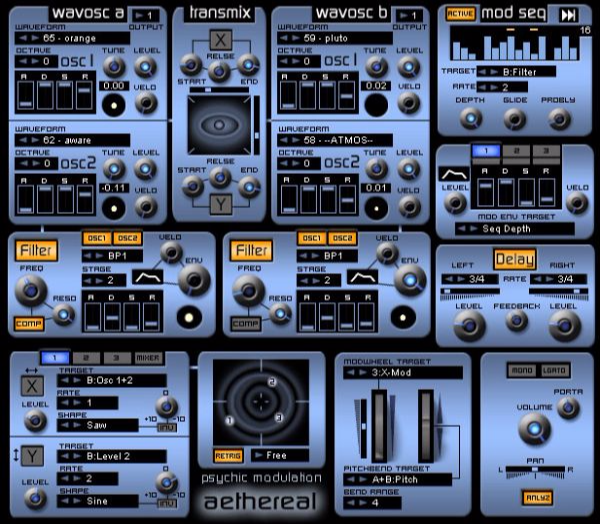 wavosc a
1
WAVEFORM
OUTPUT
65 - orange
OCTAVE
TUNE
LEVEL
0
osc1
A D S R
0.00
VELO
WAVEFORM
62 - aware
OCTAVE
TUNE
LEVEL
0
osc2
A D S R
-0.11
VELO
transmix
X
RELSE
START
END
RELSE
START
END
Y
wavosc b
1
WAVEFORM
OUTPUT
59 - pluto
OCTAVE
TUNE
LEVEL
0
osc1
A D S R
0.02
VELO
WAVEFORM
58 - --ATMOS--
OCTAVE
TUNE
LEVEL
0
osc2
A D S R
0.01
VELO
ACTIVE
mod seq
16
TARGET
B:Filter
RATE
2
DEPTH
GLIDE
PROBLY
1
2
3
A D S R
LEVEL
VELO
MOD ENV TARGET
Seq Depth
Filter
OSC1
OSC2
VELO
BP1
FREQ
STAGE
2
ENV
RESO
A D S R
COMP
Filter
OSC1
OSC2
VELO
BP1
FREQ
STAGE
2
ENV
RESO
A D S R
COMP
Delay
LEFT
RIGHT
3/4
RATE
3/4
LEVEL
FEEDBACK
LEVEL
1
2
3
MIXER
X
TARGET
B:Osc 1+2
RATE
0
1
LEVEL
SHAPE
-10
+10
Saw
INV
Y
TARGET
B:Level 2
RATE
0
2
LEVEL
SHAPE
-10
+10
Sine
INV
1
2
3
RETRIG
Free
psychic modulation
aethereal
MODWHEEL TARGET
3:X-Mod
PITCHBEND TARGET
A+B:Pitch
BEND RANGE
4
MONO
LGATO
PORTA
VOLUME
PAN
L
R
ANLYZ